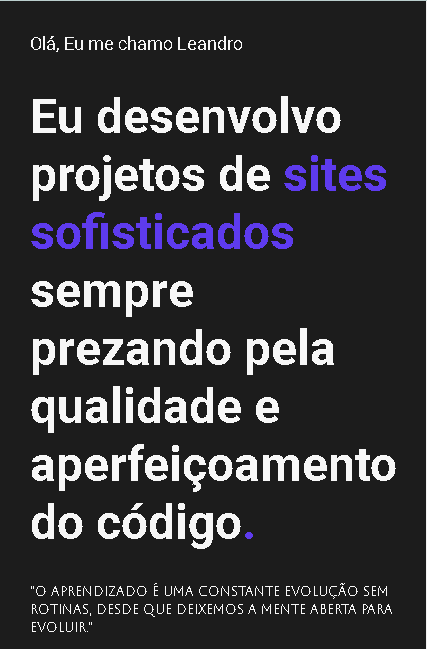 Olá, Eu me chamo Leandro
Eu desenvolvo
projetos de sites
sofisticados
sempre
prezando pela
qualidade e
aperfeiçoamento
do código.
"O APRENDIZADO É UMA CONSTANTE EVOLUÇÃO SEM
ROTINAS, DESDE QUE DEIXEMOS A MENTE ABERTA PARA
EVOLUIR."